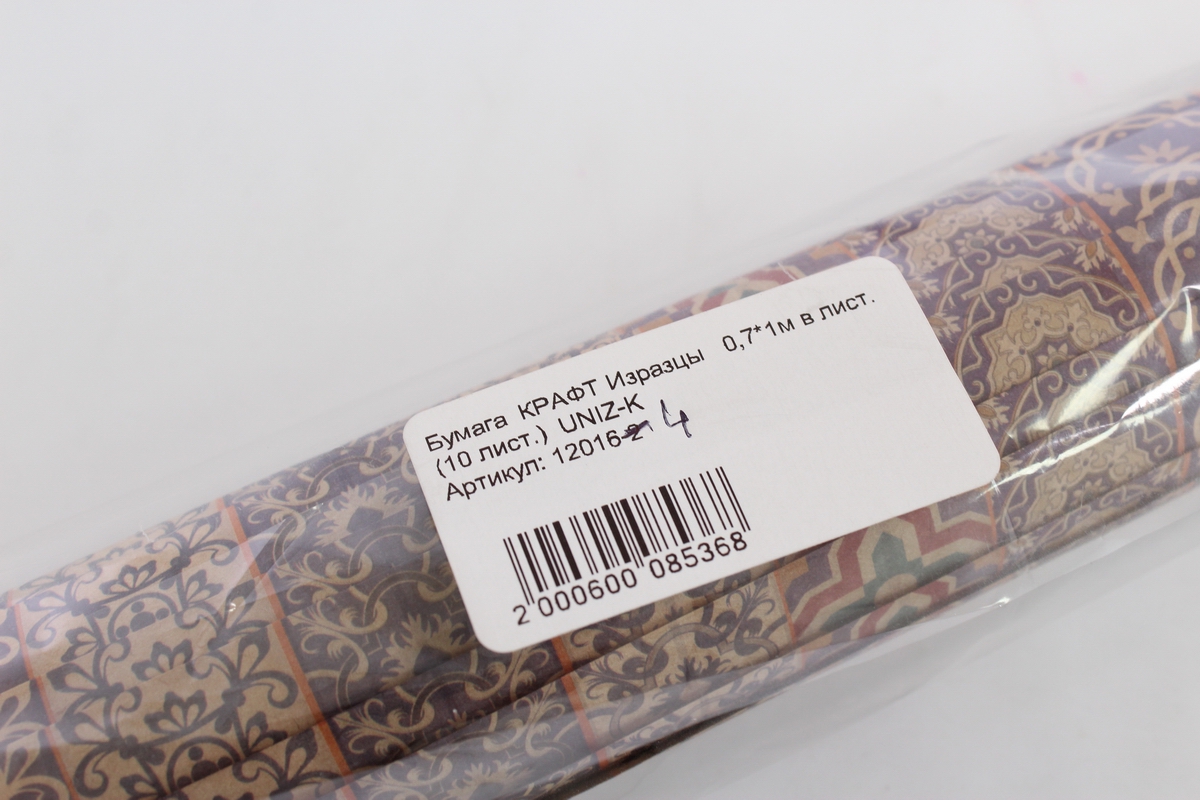 Бумага КРАФТ Изразцы 0,7*1м в лист.
(10 лист.) UNIZ-K
Артикул: 12016-2 4
2 000600 085368